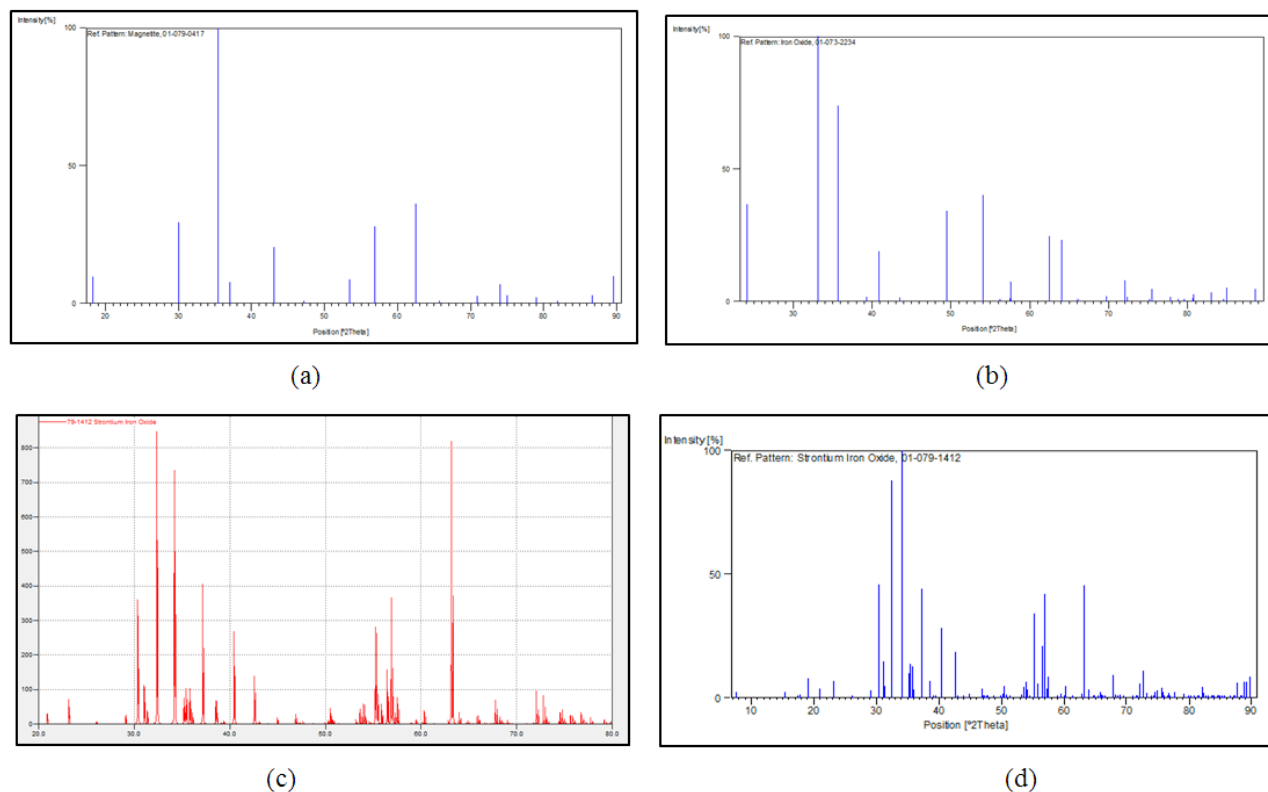 Intensity [%]
100
Ref. Pattern: Magnetite, 01-079-0417
50
0
20 30 40 50 60 70 80 90
Position [°2Theta]
(a)
Intensity [%]
100
Ref. Pattern: Iron Oxide, 01-073-2234
50
0
30 40 50 60 70 80
Position [°2Theta]
(b)
79-1412 Strontium Iron Oxide
800
700
600
500
400
300
200
100
0
20.0 30.0 40.0 50.0 60.0 70.0 80.0
(c)
Intensity [%]
100
Ref. Pattern: Strontium Iron Oxide, 01-079-1412
50
0
10 20 30 40 50 60 70 80 90
Position [°2Theta]
(d)